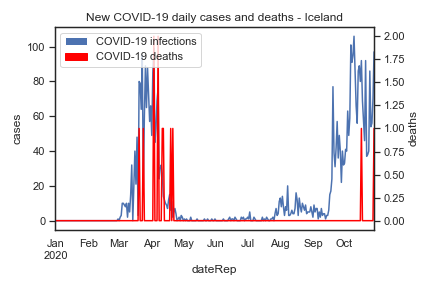 New COVID-19 daily cases and deaths - Iceland
COVID-19 infections
COVID-19 deaths
cases
100
80
60
40
20
0
deaths
2.00
1.75
1.50
1.25
1.00
0.75
0.50
0.25
0.00
Jan Feb Mar Apr May Jun Jul Aug Sep Oct
2020
dateRep